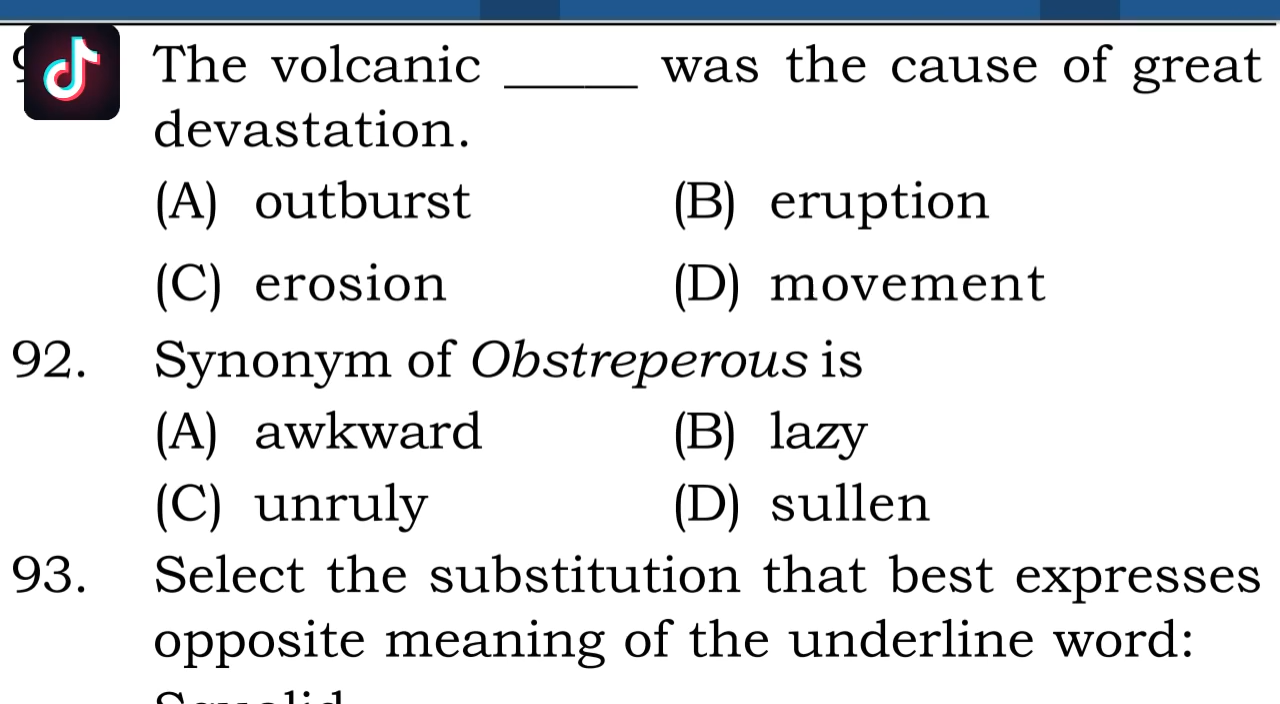 The volcanic _____ was the cause of great
devastation.
(A) outburst (B) eruption
(C) erosion (D) movement
92. Synonym of Obstreperous is
(A) awkward (B) lazy
(C) unruly (D) sullen
93. Select the substitution that best expresses
opposite meaning of the underline word: